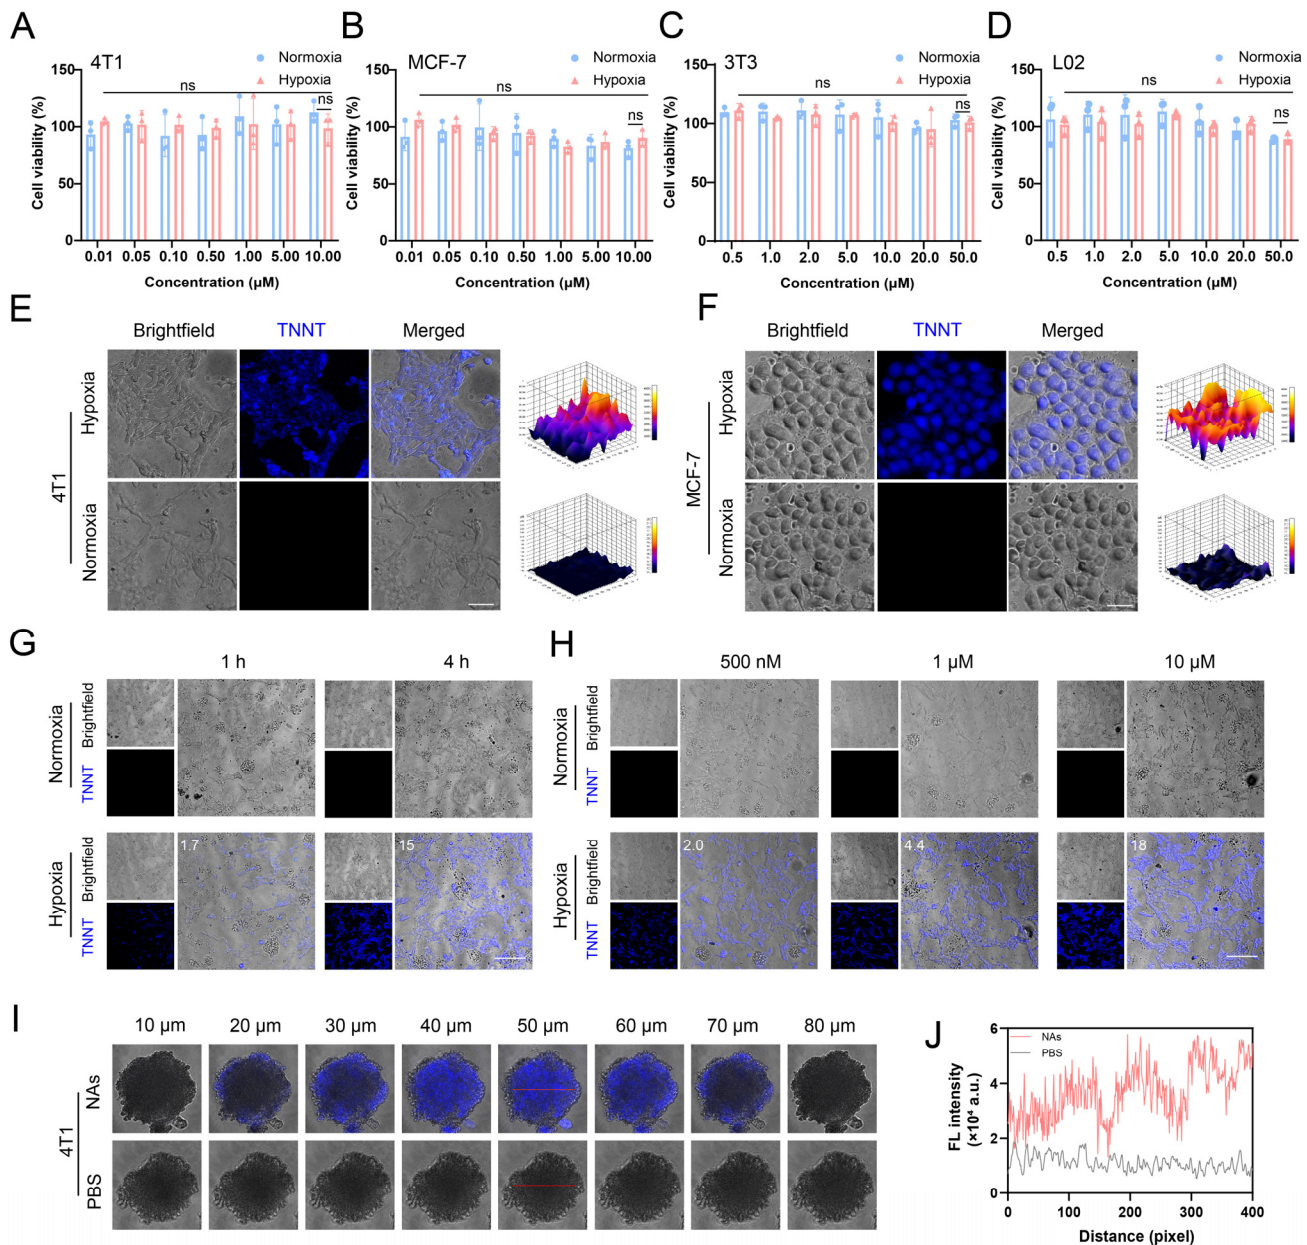 A
4T1
Normoxia
Hypoxia
ns
ns
Cell viability (%)
150
100
50
0
0.01 0.05 0.10 0.50 1.00 5.00 10.00
Concentration (µM)
B
MCF-7
Normoxia
Hypoxia
ns
ns
Cell viability (%)
150
100
50
0
0.01 0.05 0.10 0.50 1.00 5.00 10.00
Concentration (µM)
C
3T3
Normoxia
Hypoxia
ns
ns
Cell viability (%)
150
100
50
0
0.5 1.0 2.0 5.0 10.0 20.0 50.0
Concentration (µM)
D
L02
Normoxia
Hypoxia
ns
ns
Cell viability (%)
150
100
50
0
0.5 1.0 2.0 5.0 10.0 20.0 50.0
Concentration (µM)
E
Brightfield TNNT Merged
4T1
Hypoxia
Normoxia
F
Brightfield TNNT Merged
MCF-7
Hypoxia
Normoxia
G
1 h 4 h
Normoxia
TNNT Brightfield
Hypoxia
TNNT Brightfield
1.7
15
H
500 nM 1 µM 10 µM
Normoxia
TNNT Brightfield
Hypoxia
TNNT Brightfield
2.0
4.4
18
I
10 µm 20 µm 30 µm 40 µm 50 µm 60 µm 70 µm 80 µm
4T1
NAs
PBS
J
NAs
PBS
FL intensity
(×10⁴ a.u.)
6
4
2
0
0 100 200 300 400
Distance (pixel)